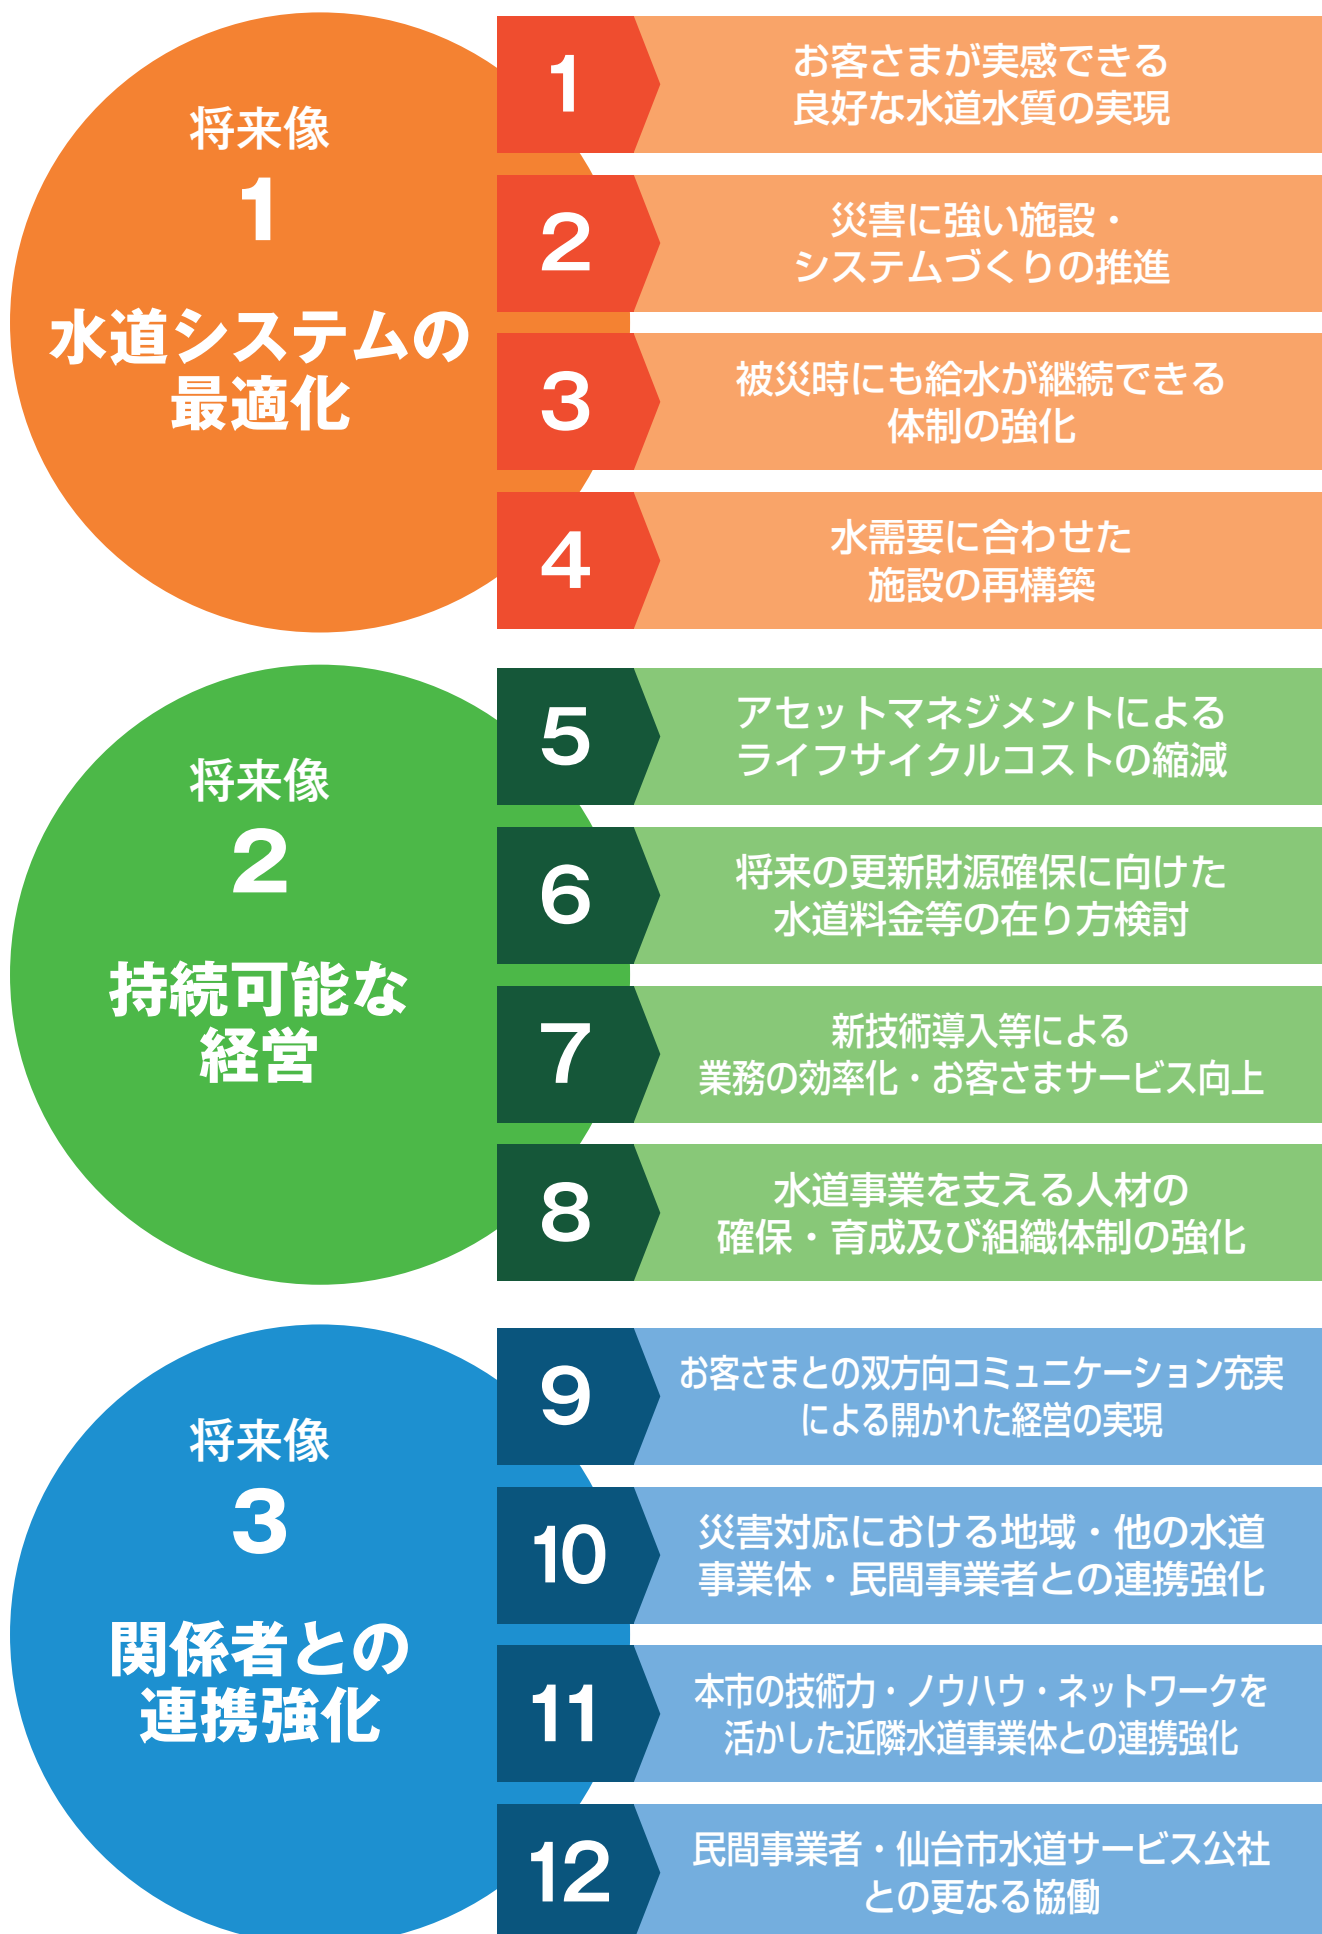 将来像
1
水道システムの
最適化
1
お客さまが実感できる
良好な水道水質の実現
2
災害に強い施設・
システムづくりの推進
3
被災時にも給水が継続できる
体制の強化
4
水需要に合わせた
施設の再構築
将来像
2
持続可能な
経営
5
アセットマネジメントによる
ライフサイクルコストの縮減
6
将来の更新財源確保に向けた
水道料金等の在り方検討
7
新技術導入等による
業務の効率化・お客さまサービス向上
8
水道事業を支える人材の
確保・育成及び組織体制の強化
将来像
3
関係者との
連携強化
9
お客さまとの双方向コミュニケーション充実
による開かれた経営の実現
10
災害対応における地域・他の水道
事業体・民間事業者との連携強化
11
本市の技術力・ノウハウ・ネットワークを
活かした近隣水道事業体との連携強化
12
民間事業者・仙台市水道サービス公社
との更なる協働